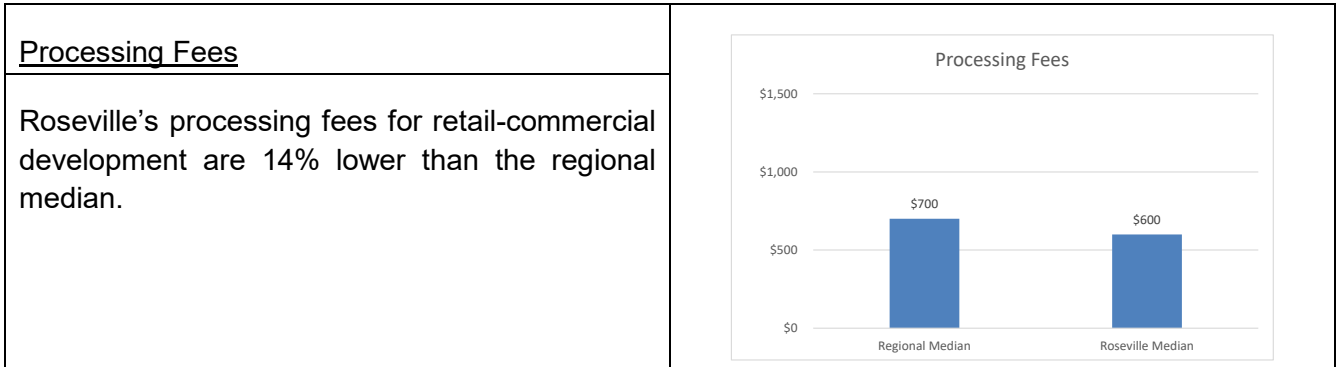 Processing Fees
Roseville’s processing fees for retail-commercial
development are 14% lower than the regional
median.
Processing Fees
$1,500
$1,000
$500
$0
$700
$600
Regional Median
Roseville Median